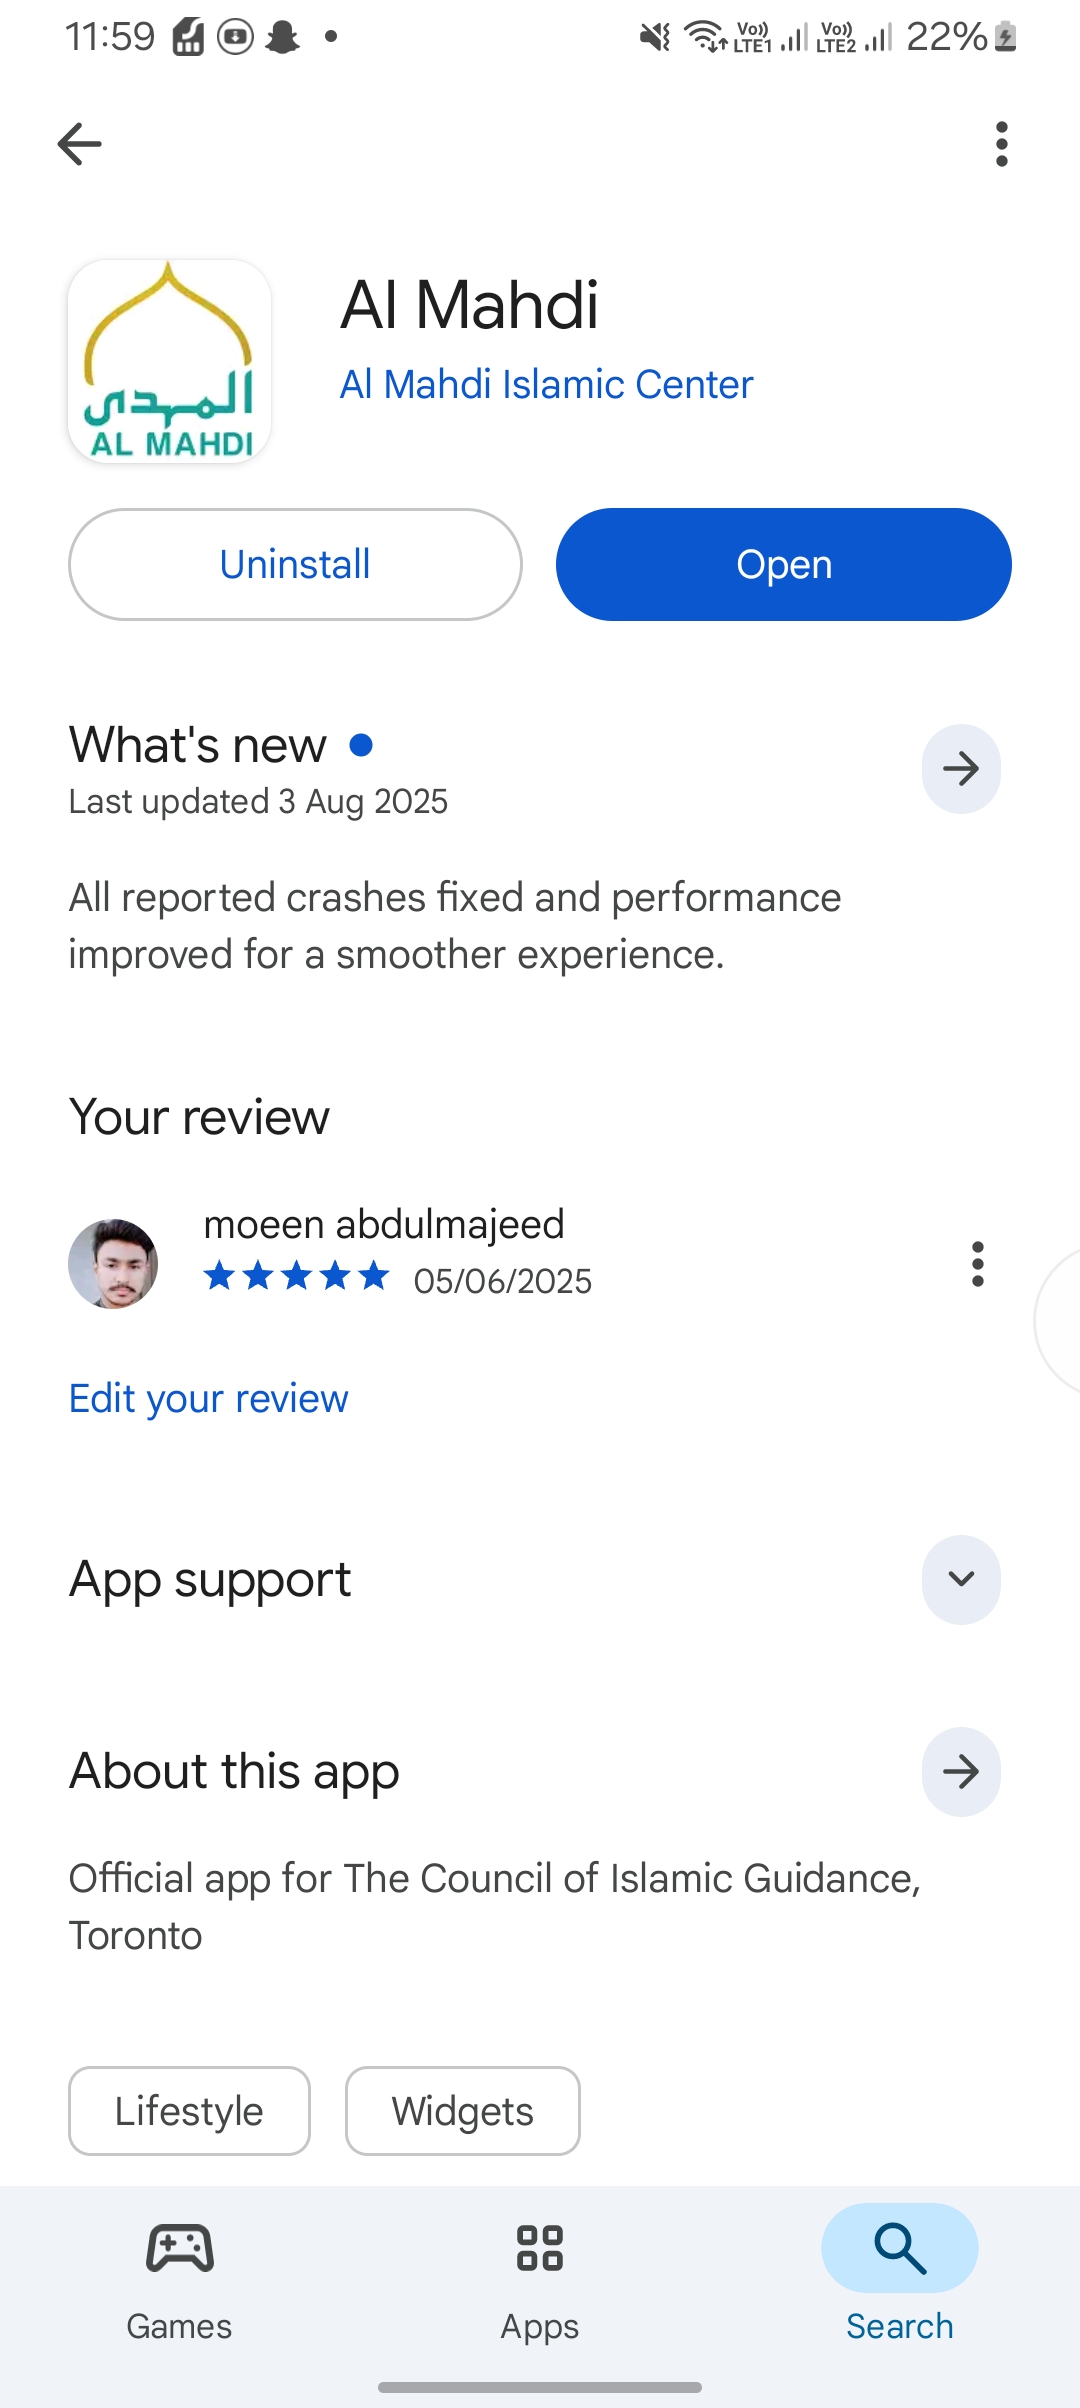 11:59
Vo)) LTE1
Vo)) LTE2
22%
المهدي
AL MAHDI
Al Mahdi
Al Mahdi Islamic Center
Uninstall
Open
What's new
Last updated 3 Aug 2025
All reported crashes fixed and performance
improved for a smoother experience.
Your review
moeen abdulmajeed
05/06/2025
Edit your review
App support
About this app
Official app for The Council of Islamic Guidance,
Toronto
Lifestyle
Widgets
Games
Apps
Search